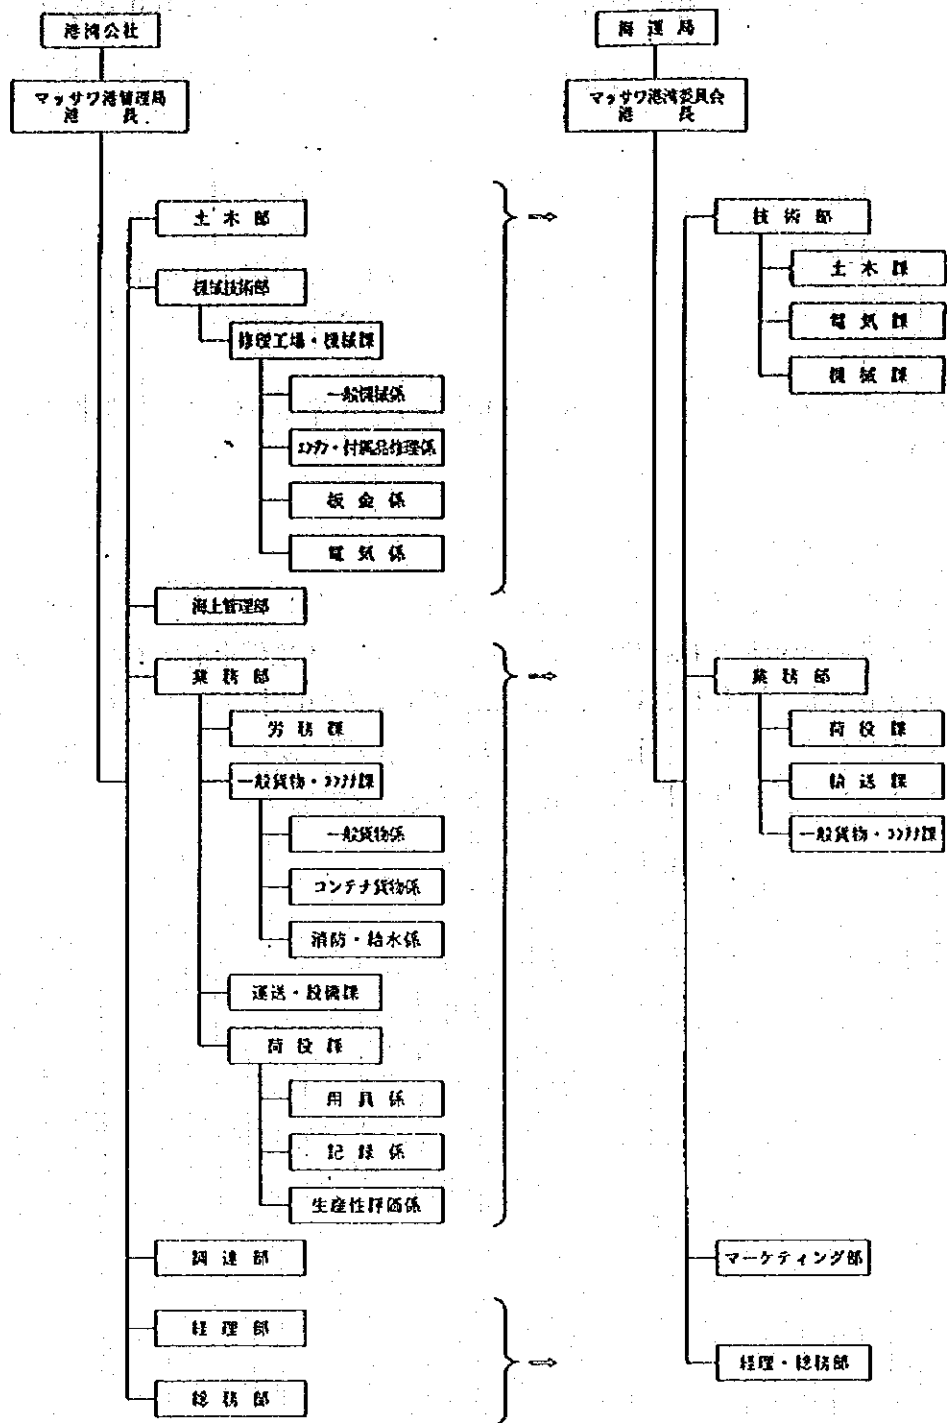 港湾公社
マッサワ港管理局
港 長
土 木 部
機械技術部
修理工場・機械課
一般機械係
エンジン・付属品修理係
板 金 係
電 気 係
海上管理部
業 務 部
労 務 課
一般貨物・コンテナ課
一般貨物係
コンテナ貨物係
消防・給水係
運送・設備課
荷 役 課
用 具 係
記 録 係
生産性評価係
調 達 部
経 理 部
総 務 部
海 運 局
マッサワ港湾委員会
港 長
技 術 部
土 木 課
電 気 課
機 械 課
業 務 部
荷 役 課
輸 送 課
一般貨物・コンテナ課
マーケティング部
経理・総務部